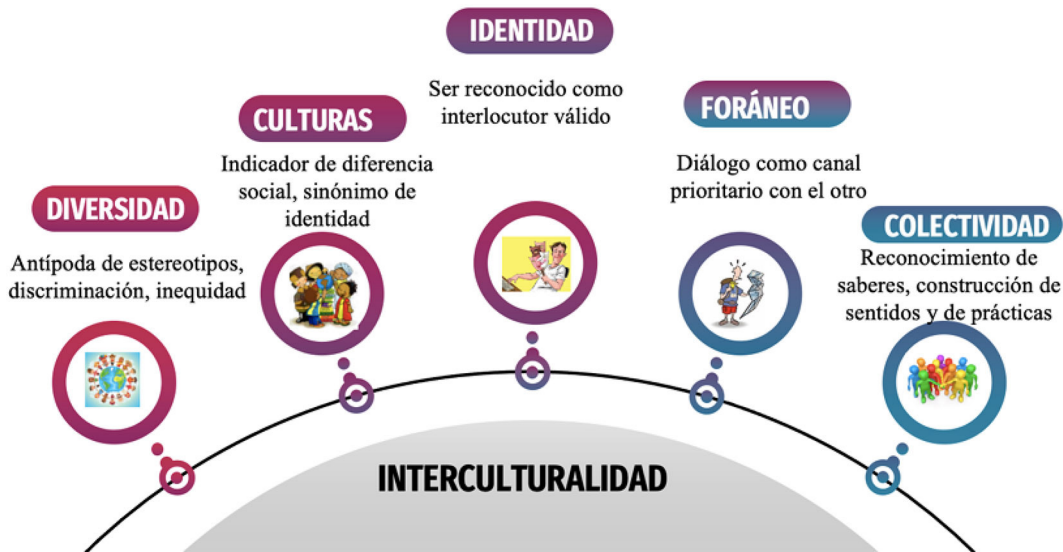 DIVERSIDAD
Antípoda de estereotipos,
discriminación, inequidad
CULTURAS
Indicador de diferencia
social, sinónimo de
identidad
IDENTIDAD
Ser reconocido como
interlocutor válido
FORÁNEO
Diálogo como canal
prioritario con el otro
COLECTIVIDAD
Reconocimiento de
saberes, construcción de
sentidos y de prácticas
INTERCULTURALIDAD